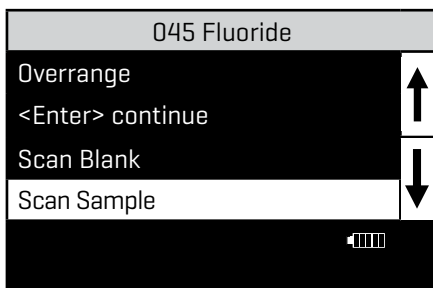 045 Fluoride
Overrange
<Enter> continue
Scan Blank
Scan Sample